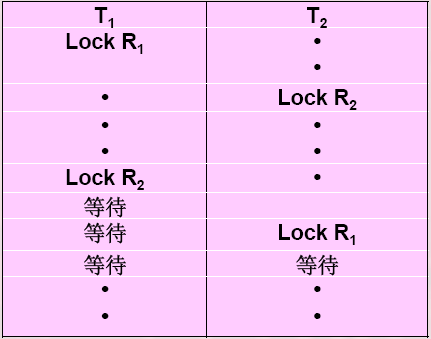 T₁ T₂
Lock R₁ •
•
• Lock R₂
• •
• •
Lock R₂ •
等待
等待 Lock R₁
等待 等待
• •
• •